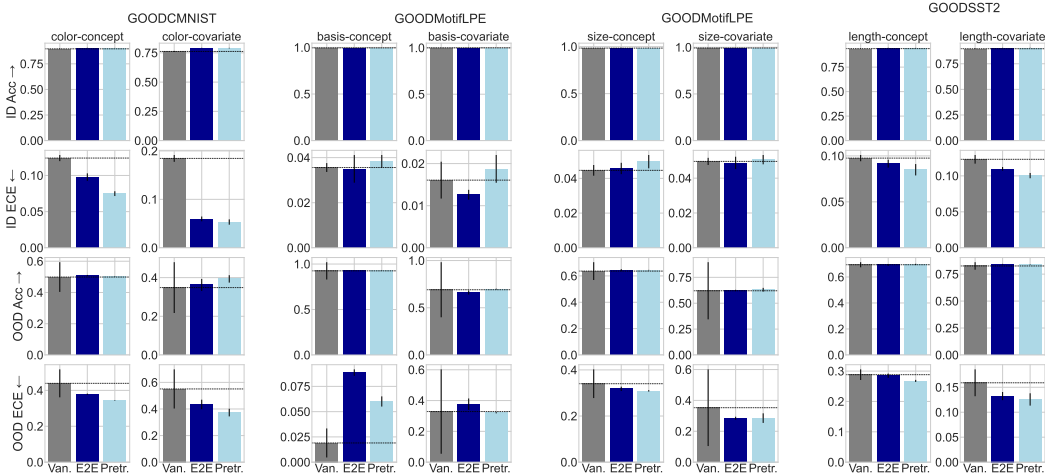 GOODCMNIST GOODMotifLPE GOODMotifLPE GOODSST2
color-concept color-covariate basis-concept basis-covariate size-concept size-covariate length-concept length-covariate
ID Acc →
0.75 0.50 0.25 0.00
0.75 0.50 0.25 0.00
1.0 0.5 0.0
1.0 0.5 0.0
1.0 0.5 0.0
1.0 0.5 0.0
0.75 0.50 0.25 0.00
0.75 0.50 0.25 0.00
ID ECE ←
0.10 0.05 0.00
0.2 0.1 0.0
0.04 0.02 0.00
0.02 0.01 0.00
0.04 0.02 0.00
0.04 0.02 0.00
0.10 0.05 0.00
0.10 0.05 0.00
OOD Acc →
0.6 0.4 0.2 0.0
0.4 0.2 0.0
1.0 0.5 0.0
1.0 0.5 0.0
0.6 0.4 0.2 0.0
0.75 0.50 0.25 0.00
0.6 0.4 0.2 0.0
0.75 0.50 0.25 0.00
OOD ECE ←
0.4 0.2 0.0
0.6 0.4 0.2 0.0
0.075 0.050 0.025 0.000
0.6 0.4 0.2 0.0
0.4 0.2 0.0
0.6 0.4 0.2 0.0
0.3 0.2 0.1 0.0
0.15 0.10 0.05 0.00
Van. E2E Pretr. Van. E2E Pretr. Van. E2E Pretr. Van. E2E Pretr. Van. E2E Pretr. Van. E2E Pretr. Van. E2E Pretr. Van. E2E Pretr.